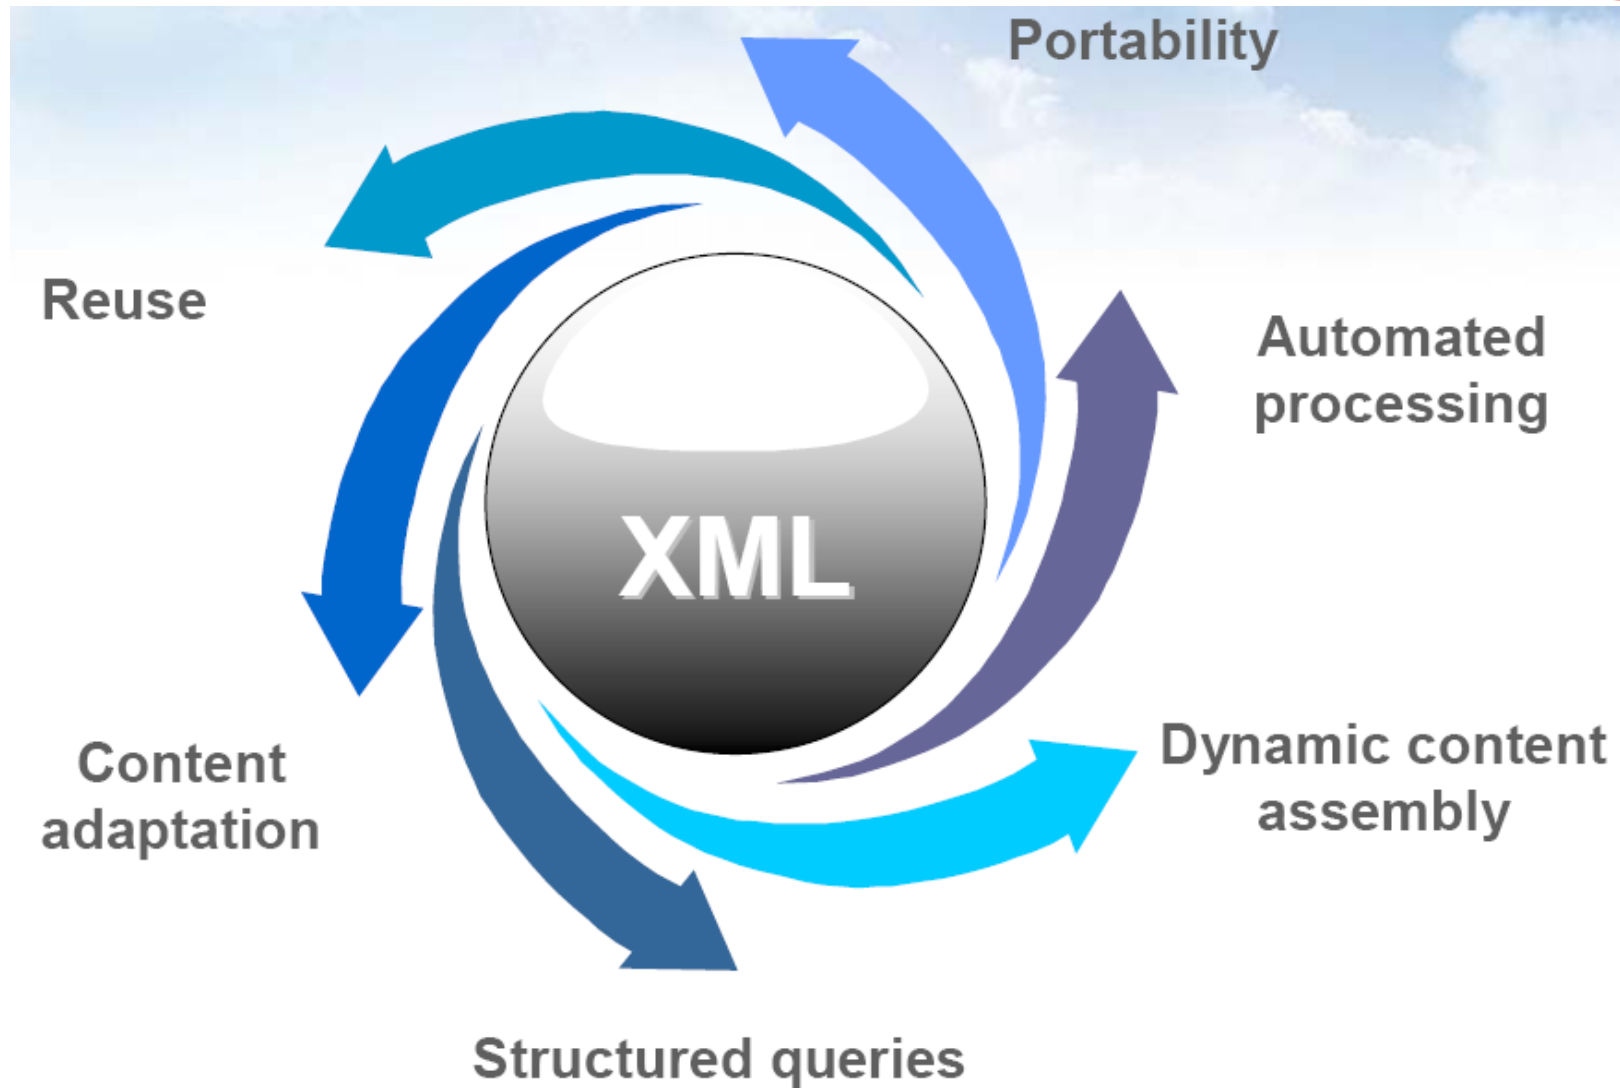 Portability
Reuse
Automated
processing
XML
Dynamic content
assembly
Content
adaptation
Structured queries